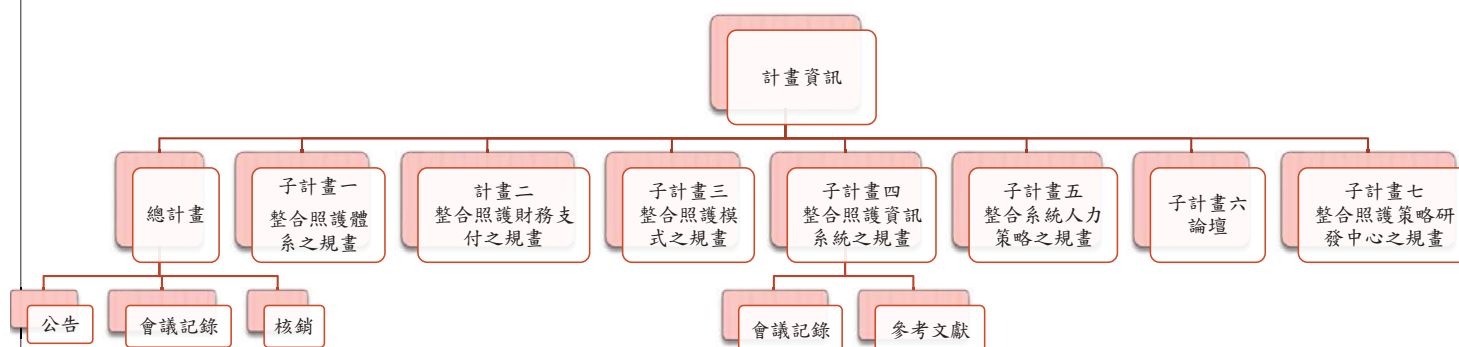 計畫資訊
總計畫
子計畫一
整合照護體
系之規畫
計畫二
整合照護財務支
付之規畫
子計畫三
整合照護模
式之規畫
子計畫四
整合照護資訊
系統之規畫
子計畫五
整合系統人力
策略之規畫
子計畫六
論壇
子計畫七
整合照護策略研
發中心之規畫
公告
會議記錄
核銷
會議記錄
參考文獻